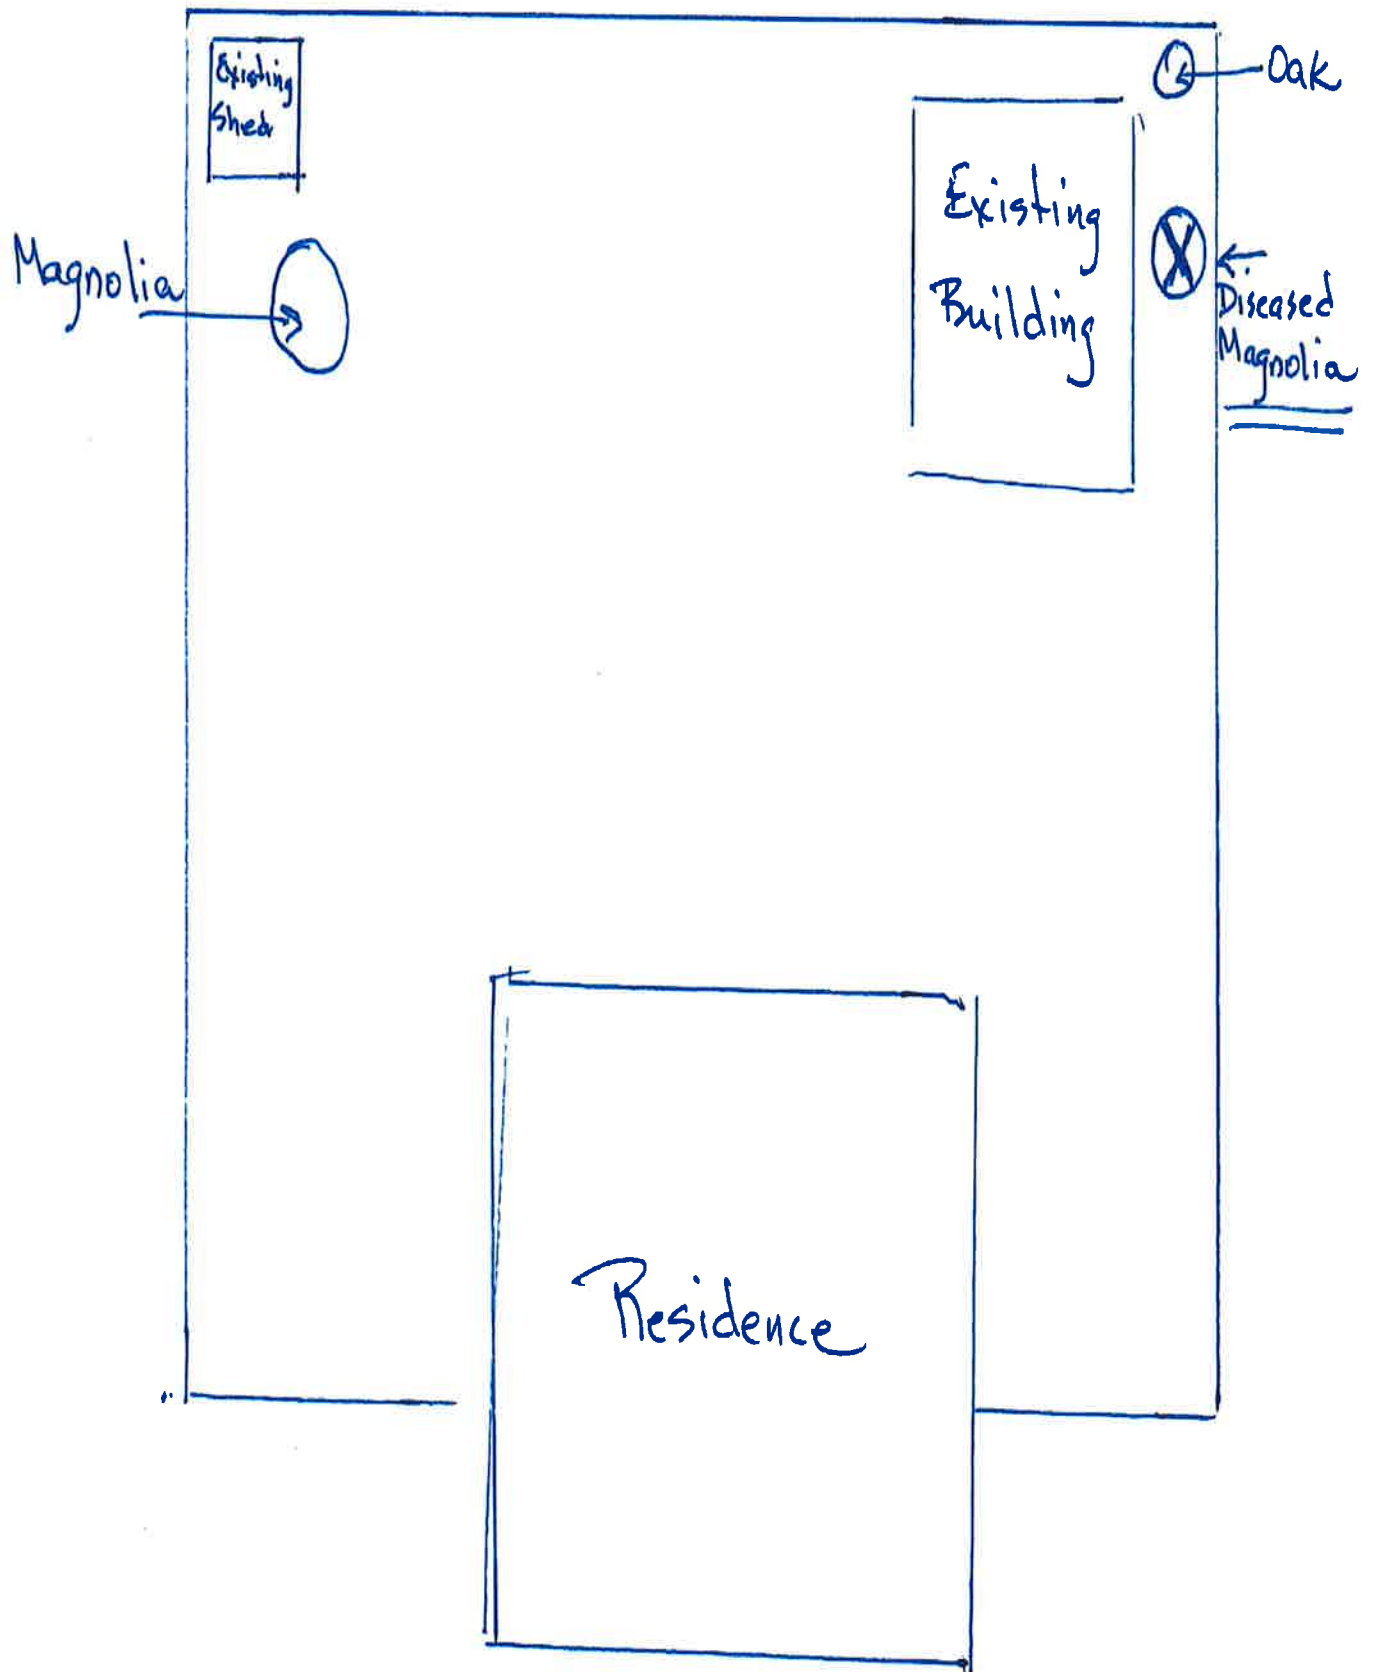 Existing
Shed
Oak
Existing
Building
Magnolia
Diseased
Magnolia
Residence